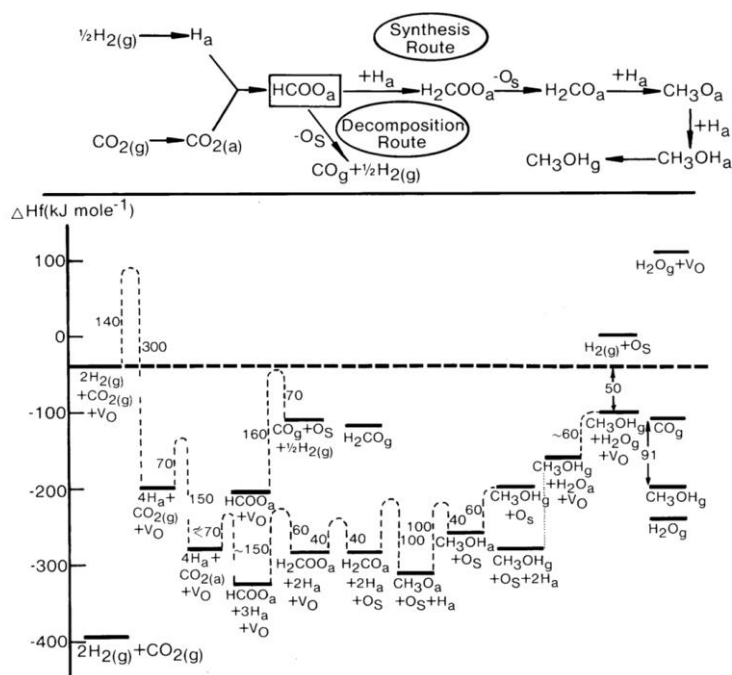 ½H2(g) → Ha
Synthesis
Route
HCOOa +Ha → H2COOa -OS → H2COa +Ha → CH3Oa
CO2(g) → CO2(a)
-OS
Decomposition
Route
+Ha
COg+½H2(g)
CH3OHg ← CH3OHa
△Hf(kJ mole⁻¹)
100
0
-100
-200
-300
-400
140
300
2H2(g)
+CO2(g)
+VO
70
150
4Ha+
CO2(g)
+VO
≮70
4Ha+
CO2(a)
+VO
~150
HCOOa
+3Ha
+VO
160
70
HCOOa
+VO
COg+OS
+½H2(g)
H2COg
60
40
H2COOa
+2Ha
+VO
40
H2COa
+2Ha
+OS
100
100
CH3Oa
+OS+Ha
40
60
CH3OHa
+OS
CH3OHg
+OS
CH3OHg
+OS+2Ha
~60
CH3OHg
+H2Oa
+VO
50
CH3OHg
+H2Og
+VO
H2(g)+OS
H2Og+VO
COg
91
CH3OHg
H2Og
2H2(g)+CO2(g)